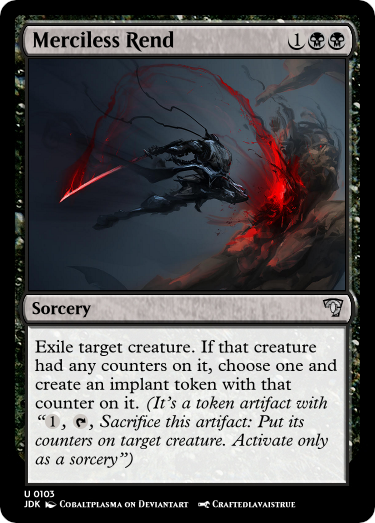 Merciless Rend 1
Sorcery
Exile target creature. If that creature
had any counters on it, choose one and
create an implant token with that
counter on it. (It's a token artifact with
“1, , Sacrifice this artifact: Put its
counters on target creature. Activate only
as a sorcery”)
U 0103
JDK Cobaltplasma on Deviantart Craftedlavaistrue